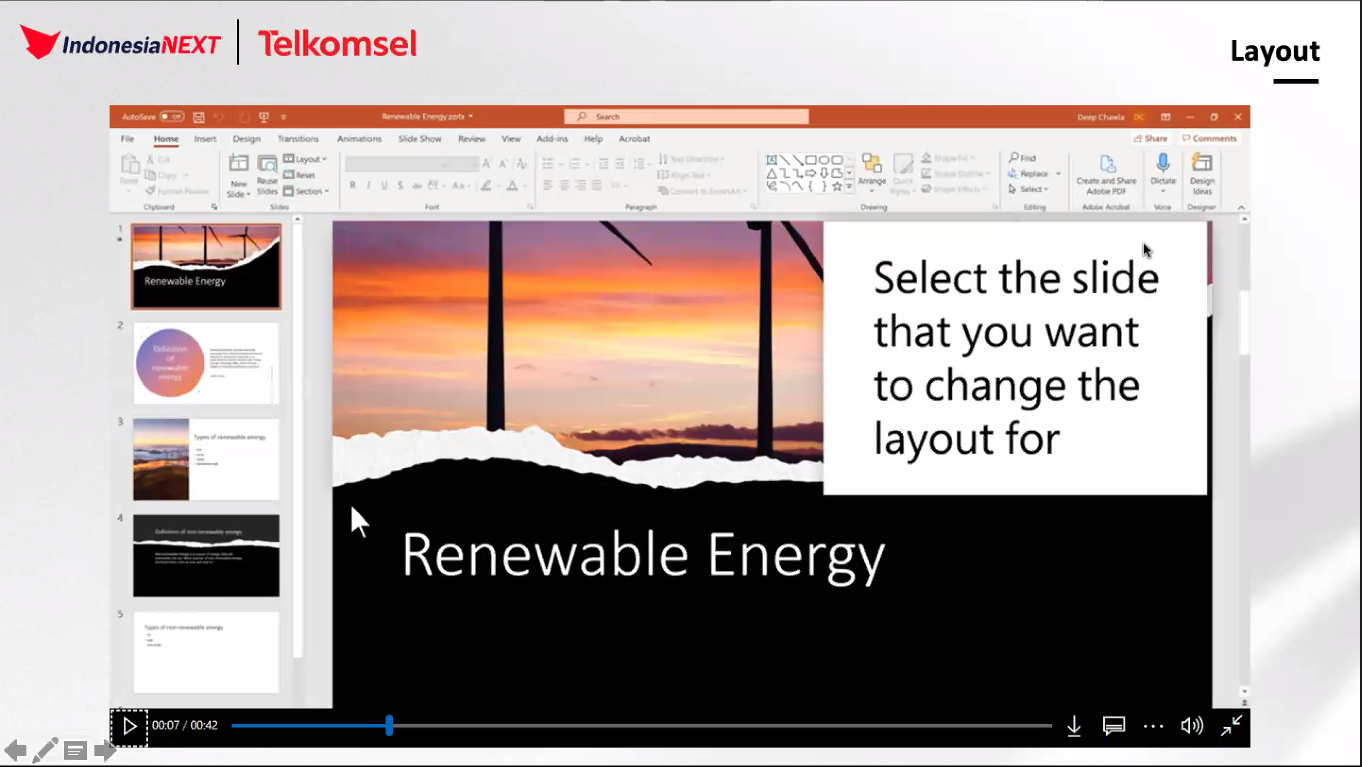 IndonesiaNEXT
Telkomsel
Layout
AutoSave
Off
Renewable Energy.pptx
Search
Deep Chawla
DC
File
Home
Insert
Design
Transitions
Animations
Slide Show
Review
View
Add-ins
Help
Acrobat
Share
Comments
Paste
Cut
Copy
Format Painter
Clipboard
New
Slides
Reuse
Slides
Layout
Reset
Section
Slides
Font
Text Direction
Align Text
Convert to SmartArt
Paragraph
Arrange
Quick
Styles
Shape Fill
Shape Outline
Shape Effects
Drawing
Find
Replace
Select
Editing
Create and Share
Adobe PDF
Adobe Acrobat
Dictate
Voice
Design
Ideas
Designer
1
Renewable Energy
2
Definition
of
renewable
energy
3
Types of renewable energy
4
Definition of non-renewable energy
5
Types of non-renewable energy
Select the slide
that you want
to change the
layout for
Renewable Energy
00:07 / 00:42